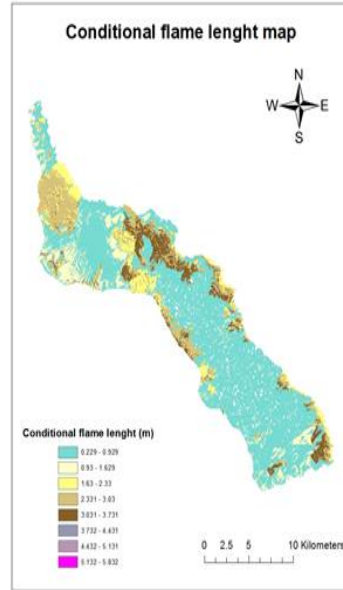 Conditional flame lenght map
N
W E
S
Conditional flame lenght (m)
0.229 - 0.929
0.93 - 1.629
1.63 - 2.33
2.331 - 3.03
3.031 - 3.731
3.732 - 4.431
4.432 - 5.131
5.132 - 5.832
0 2.5 5 10 Kilometers